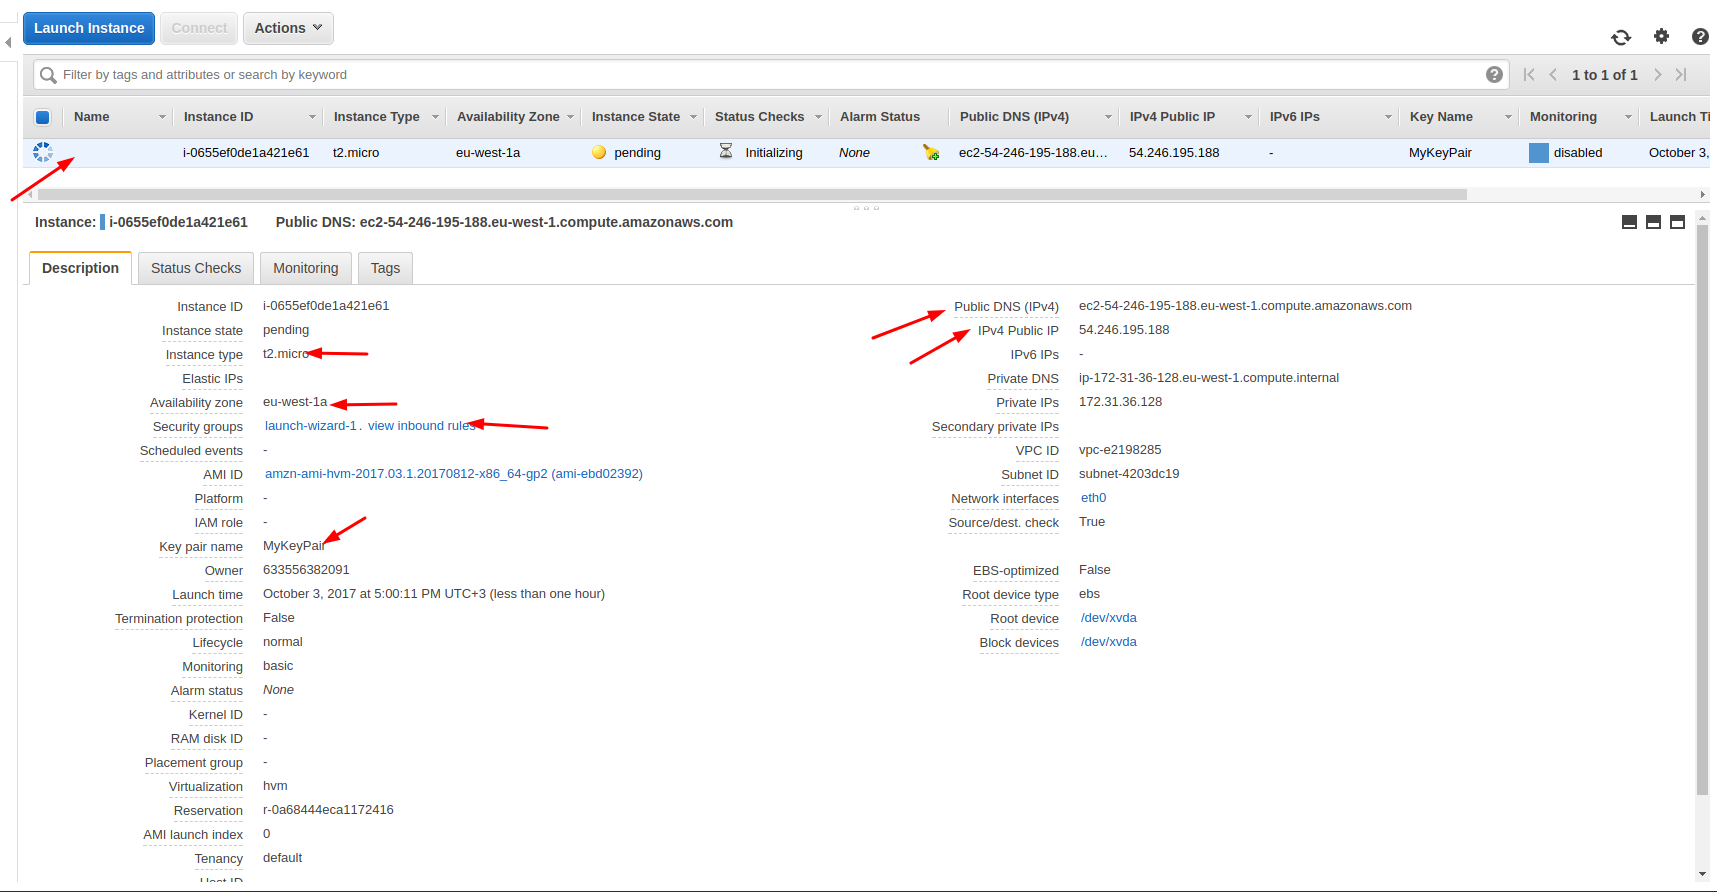 Launch Instance Connect Actions
Filter by tags and attributes or search by keyword 1 to 1 of 1
Name Instance ID Instance Type Availability Zone Instance State Status Checks Alarm Status Public DNS (IPv4) IPv4 Public IP IPv6 IPs Key Name Monitoring Launch Ti
i-0655ef0de1a421e61 t2.micro eu-west-1a pending Initializing None ec2-54-246-195-188.eu... 54.246.195.188 - MyKeyPair disabled October 3,
Instance: i-0655ef0de1a421e61 Public DNS: ec2-54-246-195-188.eu-west-1.compute.amazonaws.com
Description Status Checks Monitoring Tags
Instance ID i-0655ef0de1a421e61
Instance state pending
Instance type t2.micro
Elastic IPs
Availability zone eu-west-1a
Security groups launch-wizard-1. view inbound rules
Scheduled events -
AMI ID amzn-ami-hvm-2017.03.1.20170812-x86_64-gp2 (ami-ebd02392)
Platform -
IAM role -
Key pair name MyKeyPair
Owner 633556382091
Launch time October 3, 2017 at 5:00:11 PM UTC+3 (less than one hour)
Termination protection False
Lifecycle normal
Monitoring basic
Alarm status None
Kernel ID -
RAM disk ID -
Placement group -
Virtualization hvm
Reservation r-0a68444eca1172416
AMI launch index 0
Tenancy default
Host ID
Public DNS (IPv4) ec2-54-246-195-188.eu-west-1.compute.amazonaws.com
IPv4 Public IP 54.246.195.188
IPv6 IPs -
Private DNS ip-172-31-36-128.eu-west-1.compute.internal
Private IPs 172.31.36.128
Secondary private IPs
VPC ID vpc-e2198285
Subnet ID subnet-4203dc19
Network interfaces eth0
Source/dest. check True
EBS-optimized False
Root device type ebs
Root device /dev/xvda
Block devices /dev/xvda